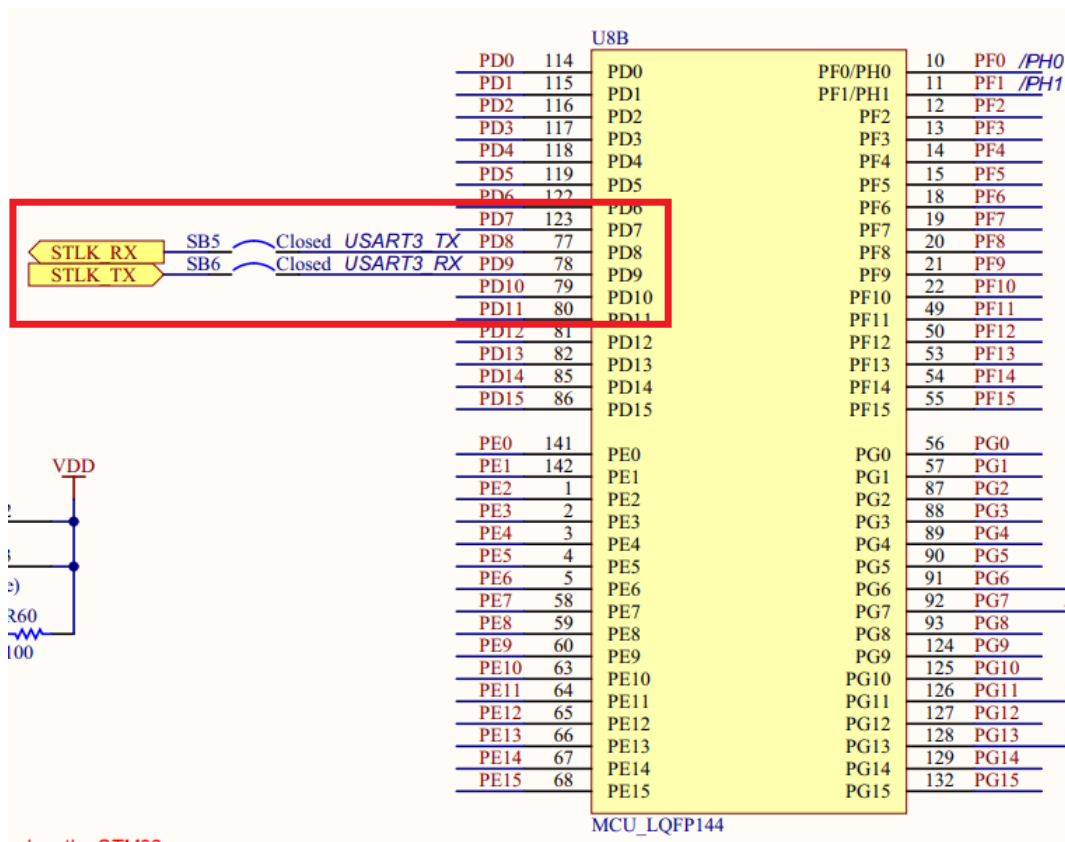 U8B
PD0 114 PD0 PF0/PH0 10 PF0 /PH0
PD1 115 PD1 PF1/PH1 11 PF1 /PH1
PD2 116 PD2 PF2 12 PF2
PD3 117 PD3 PF3 13 PF3
PD4 118 PD4 PF4 14 PF4
PD5 119 PD5 PF5 15 PF5
PD6 122 PD6 PF6 18 PF6
PD7 123 PD7 PF7 19 PF7
STLK_RX SB5 Closed USART3_TX PD8 77 PD8 PF8 20 PF8
STLK_TX SB6 Closed USART3_RX PD9 78 PD9 PF9 21 PF9
PD10 79 PD10 PF10 22 PF10
PD11 80 PD11 PF11 49 PF11
PD12 81 PD12 PF12 50 PF12
PD13 82 PD13 PF13 53 PF13
PD14 85 PD14 PF14 54 PF14
PD15 86 PD15 PF15 55 PF15
PE0 141 PE0 PG0 56 PG0
VDD PE1 142 PE1 PG1 57 PG1
PE2 1 PE2 PG2 87 PG2
PE3 2 PE3 PG3 88 PG3
PE4 3 PE4 PG4 89 PG4
PE5 4 PE5 PG5 90 PG5
PE6 5 PE6 PG6 91 PG6
PE7 58 PE7 PG7 92 PG7
R60 PE8 59 PE8 PG8 93 PG8
100 PE9 60 PE9 PG9 124 PG9
PE10 63 PE10 PG10 125 PG10
PE11 64 PE11 PG11 126 PG11
PE12 65 PE12 PG12 127 PG12
PE13 66 PE13 PG13 128 PG13
PE14 67 PE14 PG14 129 PG14
PE15 68 PE15 PG15 132 PG15
MCU_LQFP144